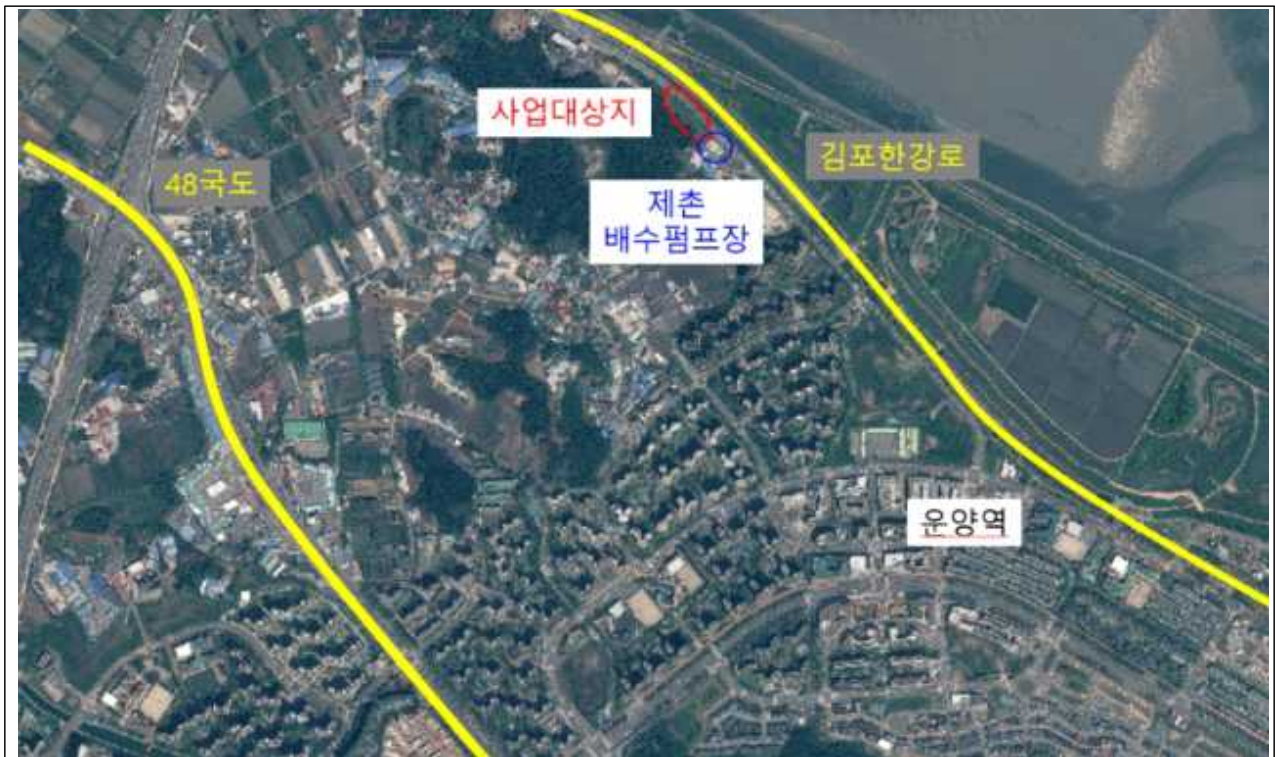 사업대상지
김포한강로
48국도
제촌
배수펌프장
운양역